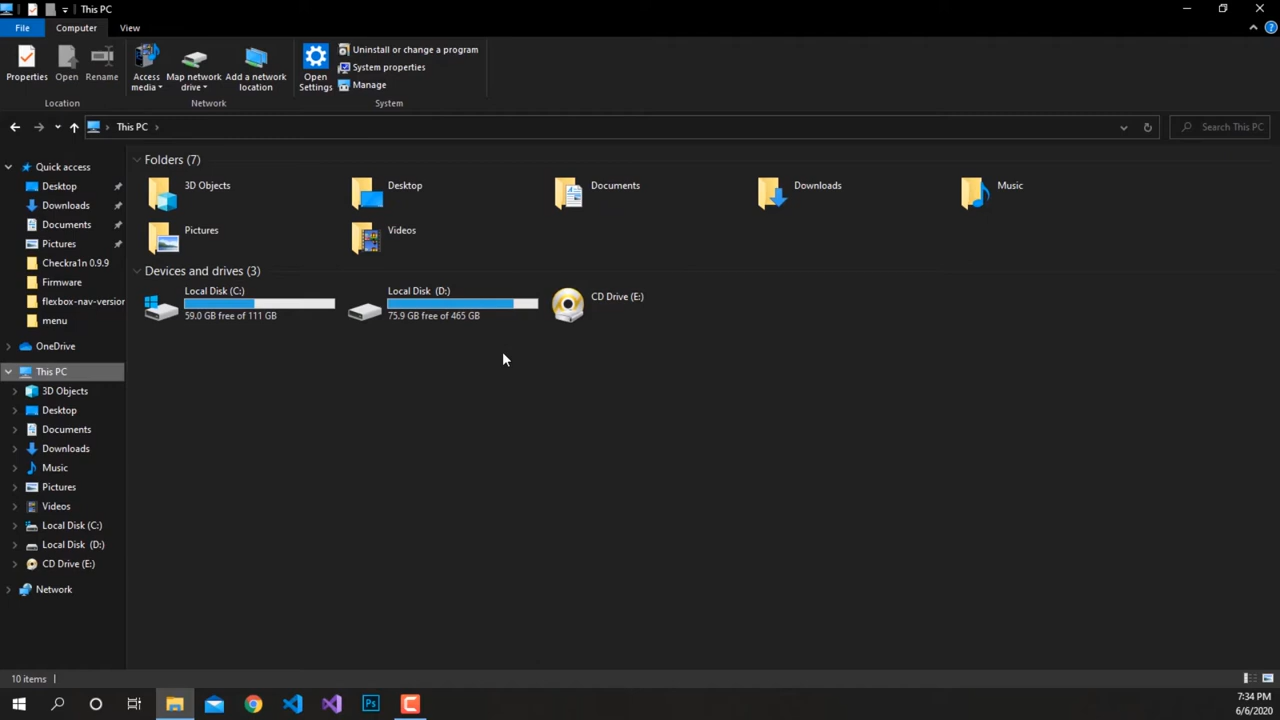 This PC
File
Computer
View
Properties
Open
Rename
Access media
Map network drive
Add a network location
Open Settings
Uninstall or change a program
System properties
Manage
Location
Network
System
This PC
Search This PC
Quick access
Desktop
Downloads
Documents
Pictures
Checkra1n 0.9.9
Firmware
flexbox-nav-version
menu
OneDrive
This PC
3D Objects
Desktop
Documents
Downloads
Music
Pictures
Videos
Local Disk (C:)
Local Disk (D:)
CD Drive (E:)
Network
Folders (7)
3D Objects
Desktop
Documents
Downloads
Music
Pictures
Videos
Devices and drives (3)
Local Disk (C:)
59.0 GB free of 111 GB
Local Disk (D:)
75.9 GB free of 465 GB
CD Drive (E:)
10 items
Ps
7:34 PM
6/6/2020